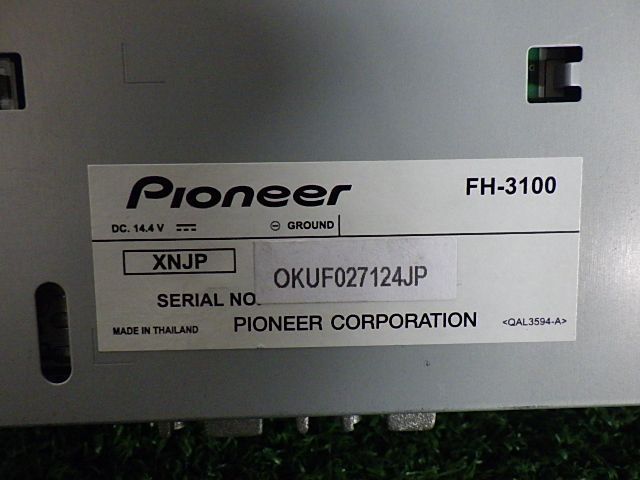 Pioneer
FH-3100
DC. 14.4 V ⎓ ⊖ GROUND
XNJP
OKUF027124JP
SERIAL NO.
MADE IN THAILAND PIONEER CORPORATION <QAL3594-A>